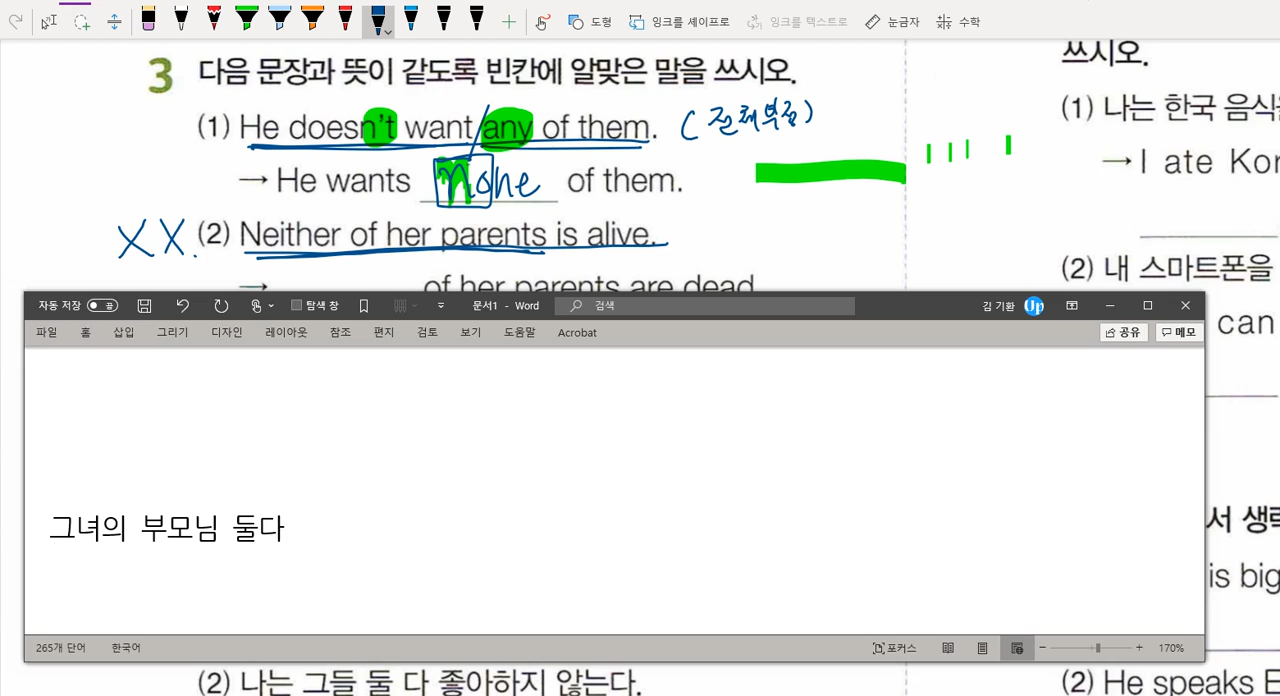 도형 잉크를 셰이프로 잉크를 텍스트로 눈금자 수학
3 다음 문장과 뜻이 같도록 빈칸에 알맞은 말을 쓰시오.
(1) He doesn't want / any of them. (전체부정)
→ He wants none of them.
XX. (2) Neither of her parents is alive.
→ of her parents are dead
쓰시오.
(1) 나는 한국 음식을
→ I ate Kor
(2) 내 스마트폰을
can
자동 저장 끔 탐색 창 문서1 - Word 검색 김 기환 Up
파일 홈 삽입 그리기 디자인 레이아웃 참조 편지 검토 보기 도움말 Acrobat 공유 메모
그녀의 부모님 둘다
265개 단어 한국어 포커스 170%
서 생략
is big
(2) 나는 그들 둘 다 좋아하지 않는다.
(2) He speaks E